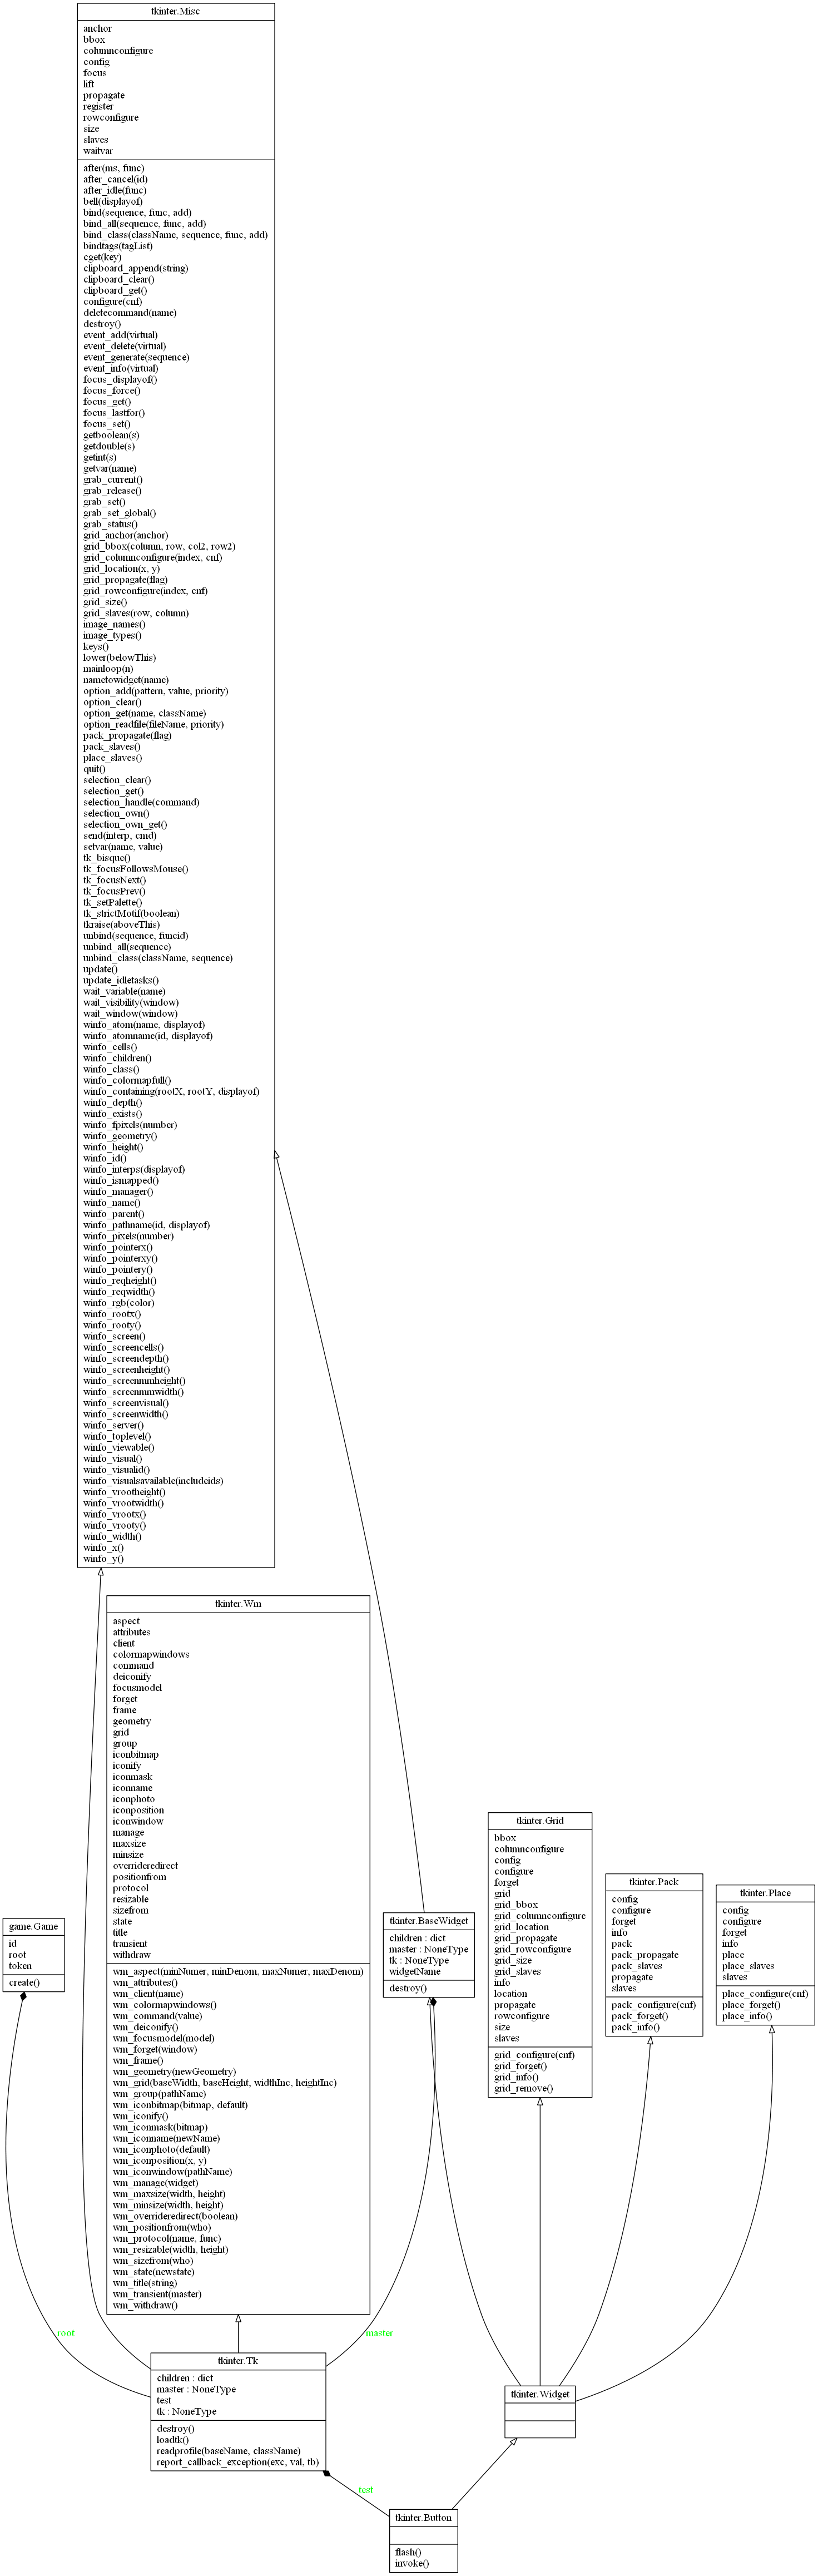 tkinter.Misc
anchor
bbox
columnconfigure
config
focus
lift
propagate
register
rowconfigure
size
slaves
waitvar
after(ms, func)
after_cancel(id)
after_idle(func)
bell(displayof)
bind(sequence, func, add)
bind_all(sequence, func, add)
bind_class(className, sequence, func, add)
bindtags(tagList)
cget(key)
clipboard_append(string)
clipboard_clear()
clipboard_get()
configure(cnf)
deletecommand(name)
destroy()
event_add(virtual)
event_delete(virtual)
event_generate(sequence)
event_info(virtual)
focus_displayof()
focus_force()
focus_get()
focus_lastfor()
focus_set()
getboolean(s)
getdouble(s)
getint(s)
getvar(name)
grab_current()
grab_release()
grab_set()
grab_set_global()
grab_status()
grid_anchor(anchor)
grid_bbox(column, row, col2, row2)
grid_columnconfigure(index, cnf)
grid_location(x, y)
grid_propagate(flag)
grid_rowconfigure(index, cnf)
grid_size()
grid_slaves(row, column)
image_names()
image_types()
keys()
lower(belowThis)
mainloop(n)
nametowidget(name)
option_add(pattern, value, priority)
option_clear()
option_get(name, className)
option_readfile(fileName, priority)
pack_propagate(flag)
pack_slaves()
place_slaves()
quit()
selection_clear()
selection_get()
selection_handle(command)
selection_own()
selection_own_get()
send(interp, cmd)
setvar(name, value)
tk_bisque()
tk_focusFollowsMouse()
tk_focusNext()
tk_focusPrev()
tk_setPalette()
tk_strictMotif(boolean)
tkraise(aboveThis)
unbind(sequence, funcid)
unbind_all(sequence)
unbind_class(className, sequence)
update()
update_idletasks()
wait_variable(name)
wait_visibility(window)
wait_window(window)
winfo_atom(name, displayof)
winfo_atomname(id, displayof)
winfo_cells()
winfo_children()
winfo_class()
winfo_colormapfull()
winfo_containing(rootX, rootY, displayof)
winfo_depth()
winfo_exists()
winfo_fpixels(number)
winfo_geometry()
winfo_height()
winfo_id()
winfo_interps(displayof)
winfo_ismapped()
winfo_manager()
winfo_name()
winfo_parent()
winfo_pathname(id, displayof)
winfo_pixels(number)
winfo_pointerx()
winfo_pointerxy()
winfo_pointery()
winfo_reqheight()
winfo_reqwidth()
winfo_rgb(color)
winfo_rootx()
winfo_rooty()
winfo_screen()
winfo_screencells()
winfo_screendepth()
winfo_screenheight()
winfo_screenmmheight()
winfo_screenmmwidth()
winfo_screenvisual()
winfo_screenwidth()
winfo_server()
winfo_toplevel()
winfo_viewable()
winfo_visual()
winfo_visualid()
winfo_visualsavailable(includeids)
winfo_vrootheight()
winfo_vrootwidth()
winfo_vrootx()
winfo_vrooty()
winfo_width()
winfo_x()
winfo_y()
tkinter.Wm
aspect
attributes
client
colormapwindows
command
deiconify
focusmodel
forget
frame
geometry
grid
group
iconbitmap
iconify
iconmask
iconname
iconphoto
iconposition
iconwindow
manage
maxsize
minsize
overrideredirect
positionfrom
protocol
resizable
sizefrom
state
title
transient
withdraw
wm_aspect(minNumer, minDenom, maxNumer, maxDenom)
wm_attributes()
wm_client(name)
wm_colormapwindows()
wm_command(value)
wm_deiconify()
wm_focusmodel(model)
wm_forget(window)
wm_frame()
wm_geometry(newGeometry)
wm_grid(baseWidth, baseHeight, widthInc, heightInc)
wm_group(pathName)
wm_iconbitmap(bitmap, default)
wm_iconify()
wm_iconmask(bitmap)
wm_iconname(newName)
wm_iconphoto(default)
wm_iconposition(x, y)
wm_iconwindow(pathName)
wm_manage(widget)
wm_maxsize(width, height)
wm_minsize(width, height)
wm_overrideredirect(boolean)
wm_positionfrom(who)
wm_protocol(name, func)
wm_resizable(width, height)
wm_sizefrom(who)
wm_state(newstate)
wm_title(string)
wm_transient(master)
wm_withdraw()
game.Game
id
root
token
create()
tkinter.BaseWidget
children : dict
master : NoneType
tk : NoneType
widgetName
destroy()
tkinter.Grid
bbox
columnconfigure
config
configure
forget
grid
grid_bbox
grid_columnconfigure
grid_location
grid_propagate
grid_rowconfigure
grid_size
grid_slaves
info
location
propagate
rowconfigure
size
slaves
grid_configure(cnf)
grid_forget()
grid_info()
grid_remove()
tkinter.Pack
config
configure
forget
info
pack
pack_propagate
pack_slaves
propagate
slaves
pack_configure(cnf)
pack_forget()
pack_info()
tkinter.Place
config
configure
forget
info
place
place_slaves
slaves
place_configure(cnf)
place_forget()
place_info()
root
master
tkinter.Tk
children : dict
master : NoneType
test
tk : NoneType
destroy()
loadtk()
readprofile(baseName, className)
report_callback_exception(exc, val, tb)
tkinter.Widget
test
tkinter.Button
flash()
invoke()